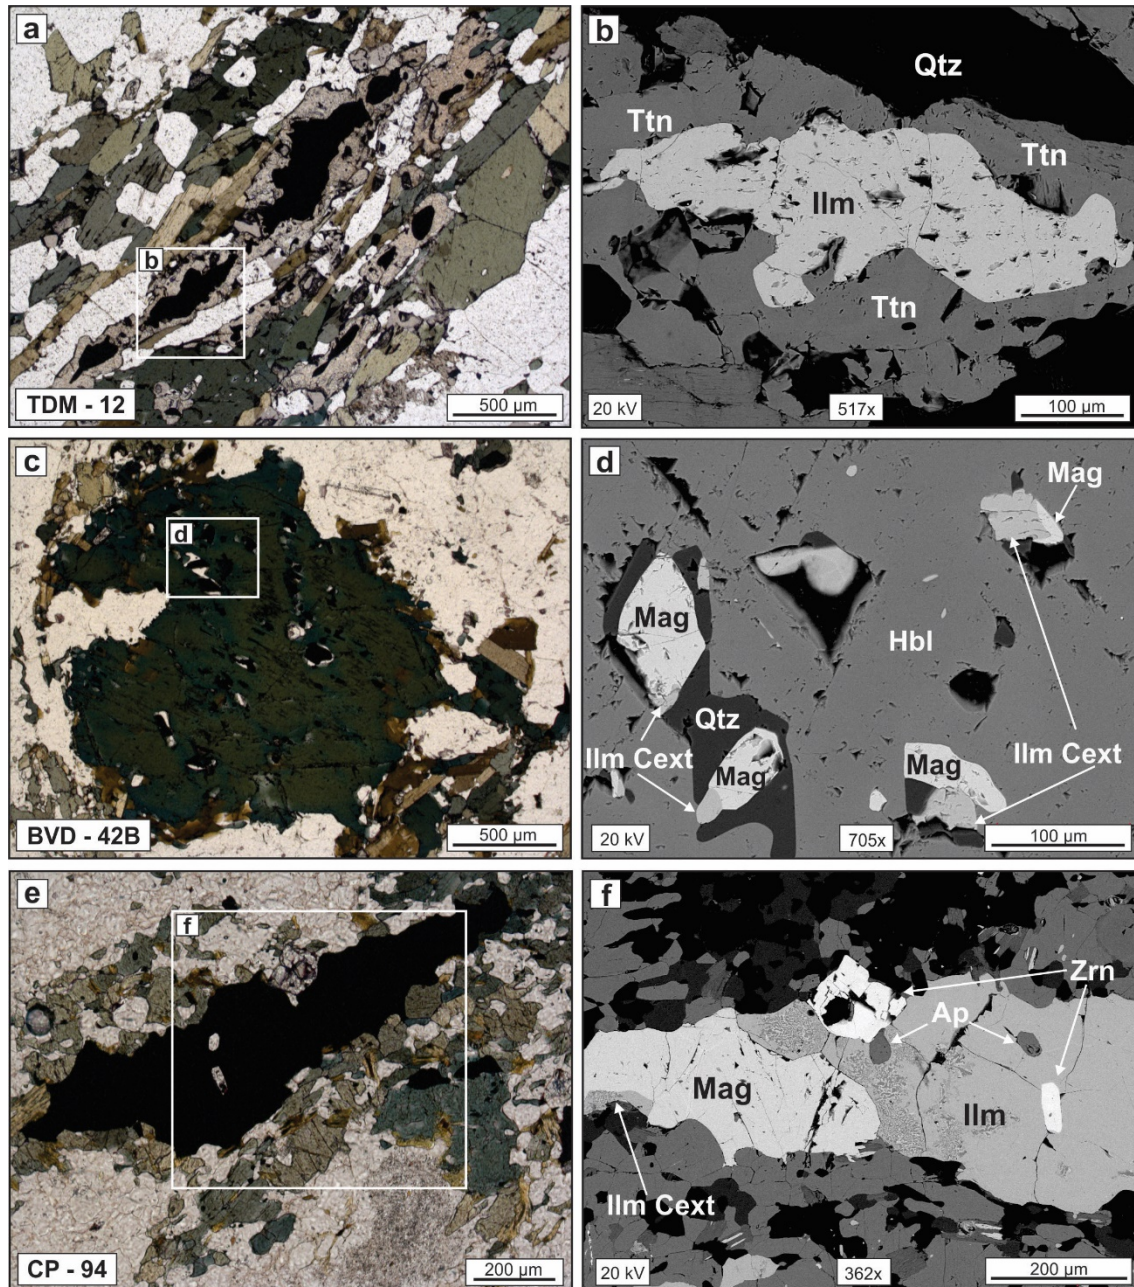 a
b
TDM - 12
500 µm
b
Qtz
Ttn
Ttn
Ilm
Ttn
20 kV
517x
100 µm
c
d
BVD - 42B
500 µm
d
Mag
Mag
Hbl
Qtz
Ilm Cext
Mag
Mag
Ilm Cext
20 kV
705x
100 µm
e
f
CP - 94
200 µm
f
Zrn
Ap
Mag
Ilm
Ilm Cext
20 kV
362x
200 µm